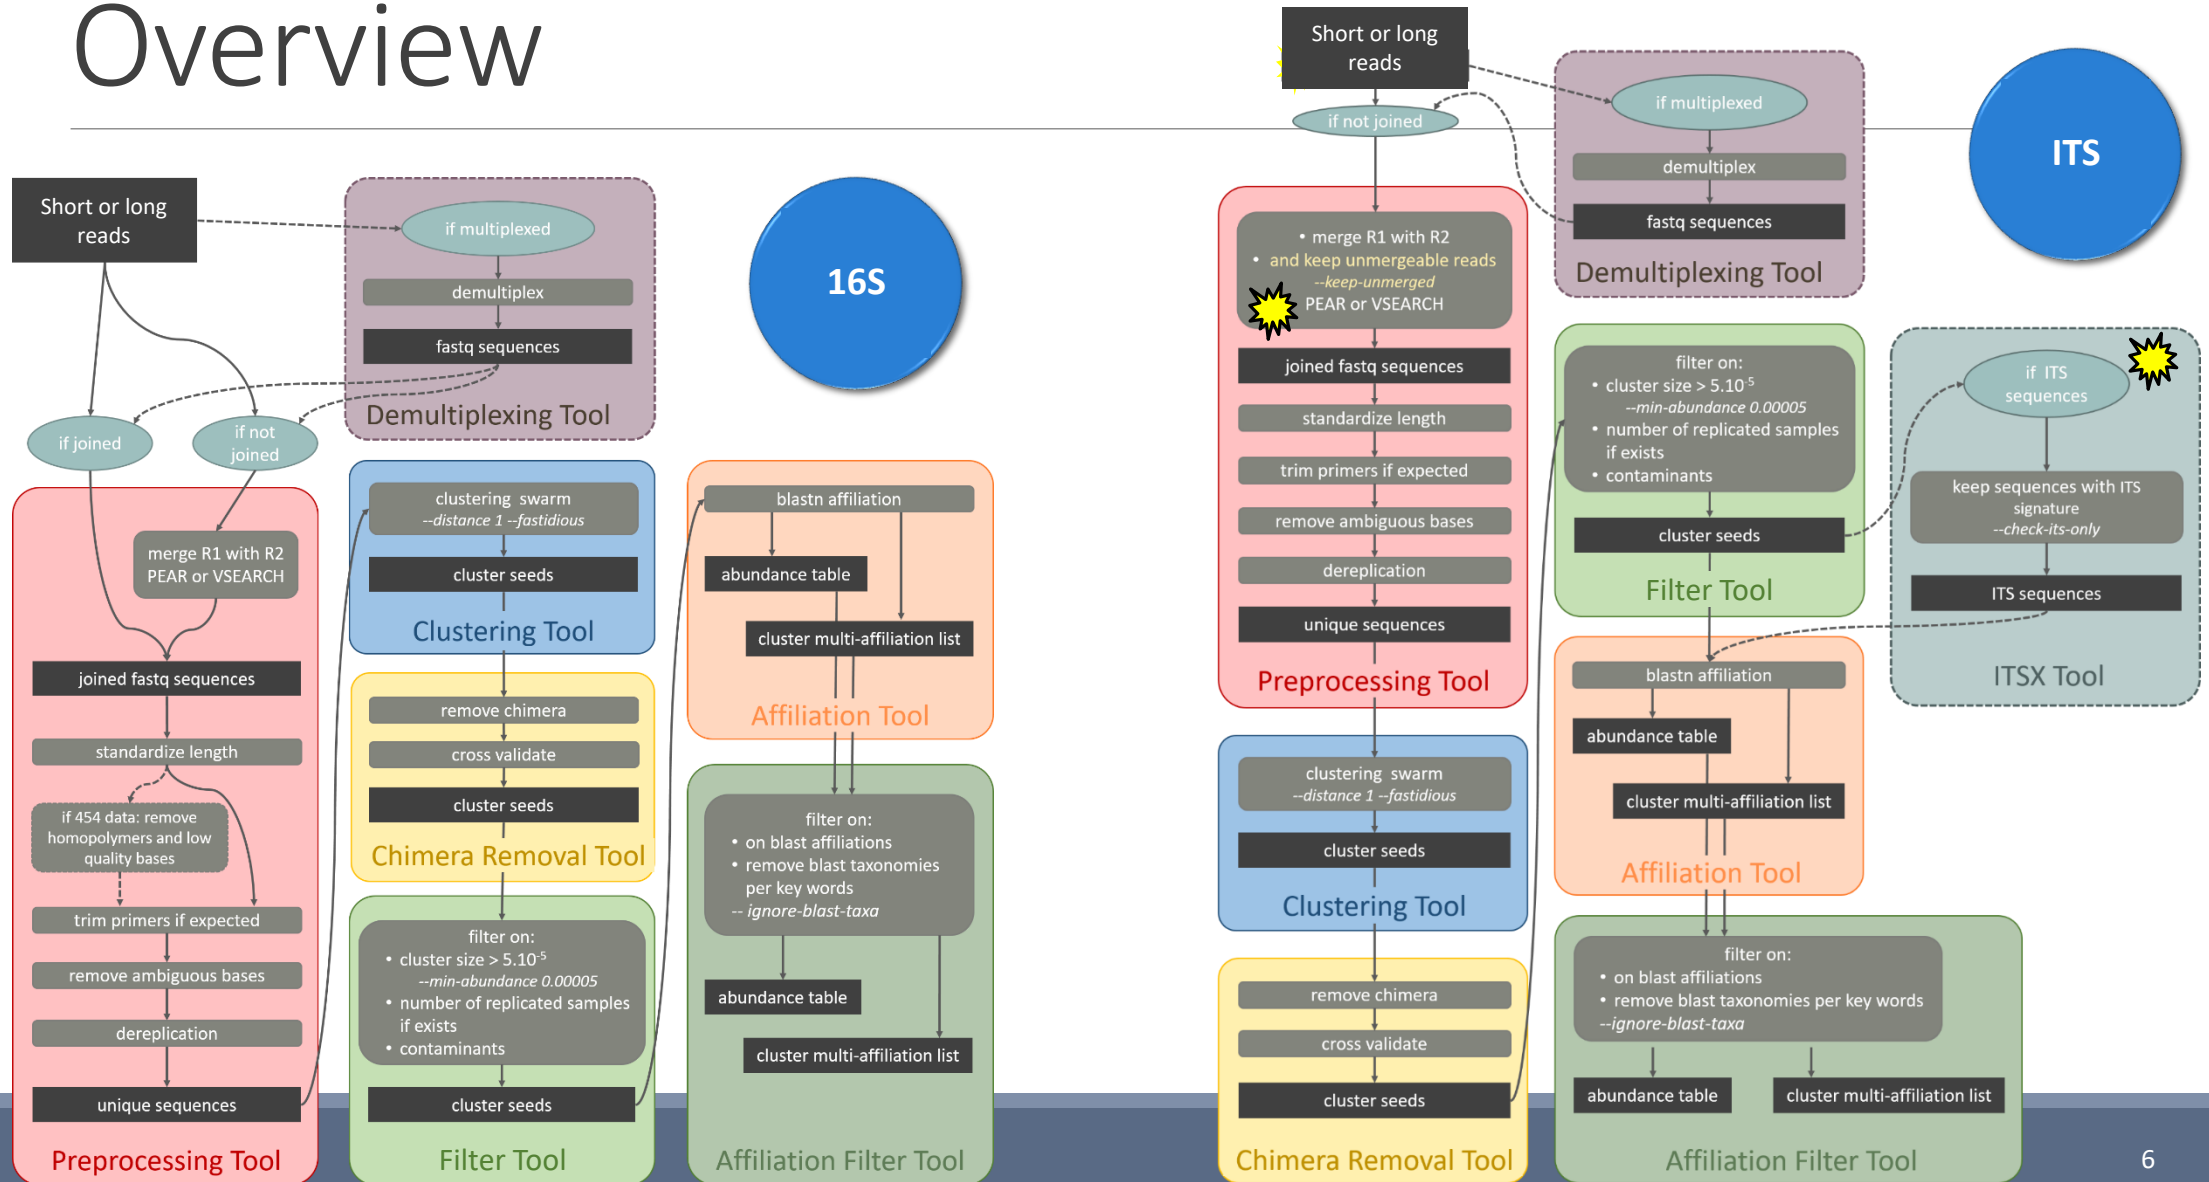 Overview
16S
Short or long
reads
if multiplexed
demultiplex
fastq sequences
Demultiplexing Tool
if joined
if not
joined
merge R1 with R2
PEAR or VSEARCH
joined fastq sequences
standardize length
if 454 data: remove
homopolymers and low
quality bases
trim primers if expected
remove ambiguous bases
dereplication
unique sequences
Preprocessing Tool
clustering swarm
--distance 1 --fastidious
cluster seeds
Clustering Tool
remove chimera
cross validate
cluster seeds
Chimera Removal Tool
filter on:
• cluster size > 5.10⁻⁵
--min-abundance 0.00005
• number of replicated samples
if exists
• contaminants
cluster seeds
Filter Tool
blastn affiliation
abundance table
cluster multi-affiliation list
Affiliation Tool
filter on:
• on blast affiliations
• remove blast taxonomies
per key words
-- ignore-blast-taxa
abundance table
cluster multi-affiliation list
Affiliation Filter Tool
ITS
Short or long
reads
if not joined
if multiplexed
demultiplex
fastq sequences
Demultiplexing Tool
• merge R1 with R2
• and keep unmergeable reads
--keep-unmerged
PEAR or VSEARCH
joined fastq sequences
standardize length
trim primers if expected
remove ambiguous bases
dereplication
unique sequences
Preprocessing Tool
clustering swarm
--distance 1 --fastidious
cluster seeds
Clustering Tool
remove chimera
cross validate
cluster seeds
Chimera Removal Tool
filter on:
• cluster size > 5.10⁻⁵
--min-abundance 0.00005
• number of replicated samples
if exists
• contaminants
cluster seeds
Filter Tool
if ITS
sequences
keep sequences with ITS
signature
--check-its-only
ITS sequences
ITSX Tool
blastn affiliation
abundance table
cluster multi-affiliation list
Affiliation Tool
filter on:
• on blast affiliations
• remove blast taxonomies per key words
--ignore-blast-taxa
abundance table
cluster multi-affiliation list
Affiliation Filter Tool
6